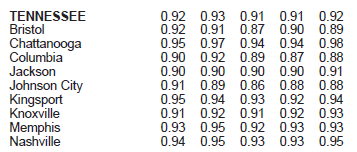 TENNESSEE 0.92 0.93 0.91 0.91 0.92
Bristol 0.92 0.91 0.87 0.90 0.89
Chattanooga 0.95 0.97 0.94 0.94 0.98
Columbia 0.90 0.92 0.89 0.87 0.88
Jackson 0.90 0.90 0.90 0.90 0.91
Johnson City 0.91 0.89 0.86 0.88 0.88
Kingsport 0.95 0.94 0.93 0.92 0.94
Knoxville 0.91 0.92 0.91 0.92 0.93
Memphis 0.93 0.95 0.92 0.93 0.93
Nashville 0.94 0.95 0.93 0.93 0.95